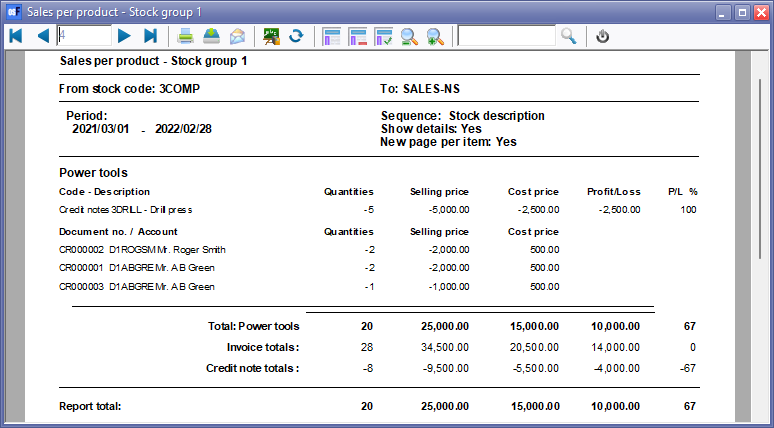 Sales per product - Stock group 1
4
Sales per product - Stock group 1
From stock code: 3COMP To: SALES-NS
Period: Sequence: Stock description
2021/03/01 - 2022/02/28 Show details: Yes
New page per item: Yes
Power tools
Code - Description Quantities Selling price Cost price Profit/Loss P/L %
Credit notes 3DRILL - Drill press -5 -5,000.00 -2,500.00 -2,500.00 100
Document no. / Account Quantities Selling price Cost price
CR000002 D1ROGSM Mr. Roger Smith -2 -2,000.00 500.00
CR000001 D1ABGRE Mr. AB Green -2 -2,000.00 500.00
CR000003 D1ABGRE Mr. AB Green -1 -1,000.00 500.00
Total: Power tools 20 25,000.00 15,000.00 10,000.00 67
Invoice totals : 28 34,500.00 20,500.00 14,000.00 0
Credit note totals : -8 -9,500.00 -5,500.00 -4,000.00 -67
Report total: 20 25,000.00 15,000.00 10,000.00 67